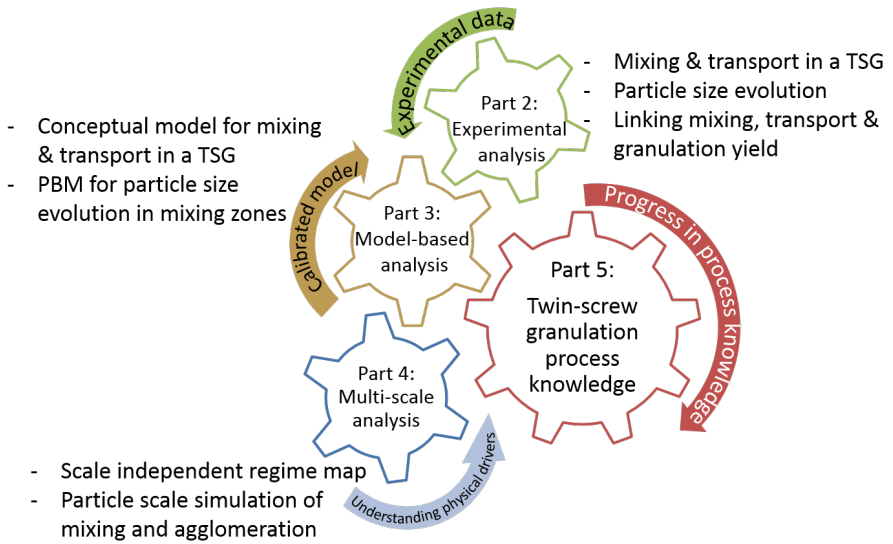 Experimental data
Part 2:
Experimental
analysis
- Mixing & transport in a TSG
- Particle size evolution
- Linking mixing, transport &
granulation yield
- Conceptual model for mixing
& transport in a TSG
- PBM for particle size
evolution in mixing zones
Calibrated model
Part 3:
Model-based
analysis
Progress in process knowledge
Part 5:
Twin-screw
granulation
process
knowledge
Part 4:
Multi-scale
analysis
Understanding physical drivers
- Scale independent regime map
- Particle scale simulation of
mixing and agglomeration